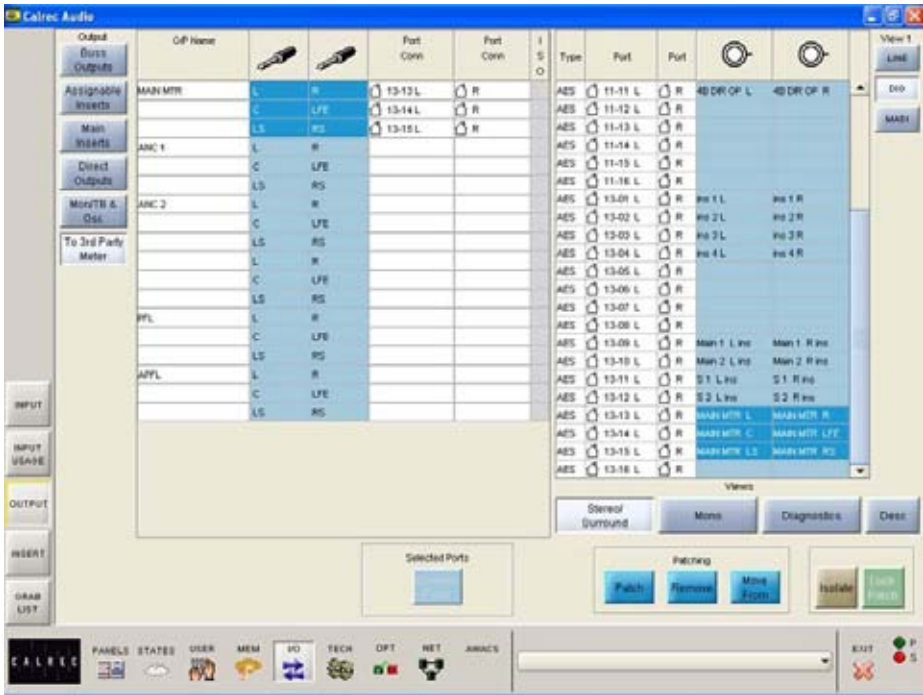 Calrec Audio
Output
Buss Outputs
Assignable Inserts
Main Inserts
Direct Outputs
Mon/TB & Osc
To 3rd Party Meter
INPUT
INPUT USAGE
OUTPUT
INSERT
GRAB LIST
O/P Name Port Conn Port Conn I S O
MAIN MTR L R 13-13 L R
C LFE 13-14 L R
LS RS 13-15 L R
ANC 1 L R
C LFE
LS RS
ANC 2 L R
C LFE
LS RS
L R
C LFE
LS RS
PFL L R
C LFE
LS RS
APFL L R
C LFE
LS RS
Type Port Port
AES 11-11 L R 4B DIR OP L 4B DIR OP R
AES 11-12 L R
AES 11-13 L R
AES 11-14 L R
AES 11-15 L R
AES 11-16 L R
AES 13-01 L R ins 1 L ins 1 R
AES 13-02 L R ins 2 L ins 2 R
AES 13-03 L R ins 3 L ins 3 R
AES 13-04 L R ins 4 L ins 4 R
AES 13-05 L R
AES 13-06 L R
AES 13-07 L R
AES 13-08 L R
AES 13-09 L R Main 1 L ins Main 1 R ins
AES 13-10 L R Main 2 L ins Main 2 R ins
AES 13-11 L R S 1 L ins S 1 R ins
AES 13-12 L R S 2 L ins S 2 R ins
AES 13-13 L R MAIN MTR L MAIN MTR R
AES 13-14 L R MAIN MTR C MAIN MTR LFE
AES 13-15 L R MAIN MTR LS MAIN MTR RS
AES 13-16 L R
View 1
LINE
DIO
MADI
Views
Stereo/ Surround Mono Diagnostics Desc
Selected Ports
Patching
Patch Remove Move From Isolate Lock Patch
CALREC PANELS STATES USER MEM I/O TECH OPT NET AWACS EXIT P
S